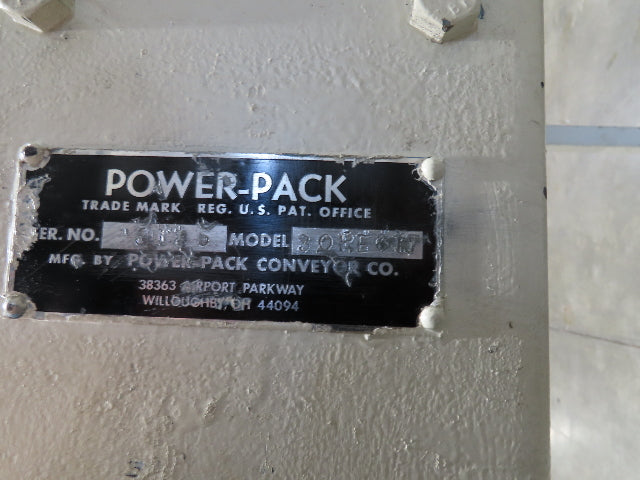 POWER-PACK
TRADE MARK REG. U.S. PAT. OFFICE
SER. NO. MODEL
MFG. BY POWER-PACK CONVEYOR CO.
38363 AIRPORT PARKWAY
WILLOUGHBY, OH 44094